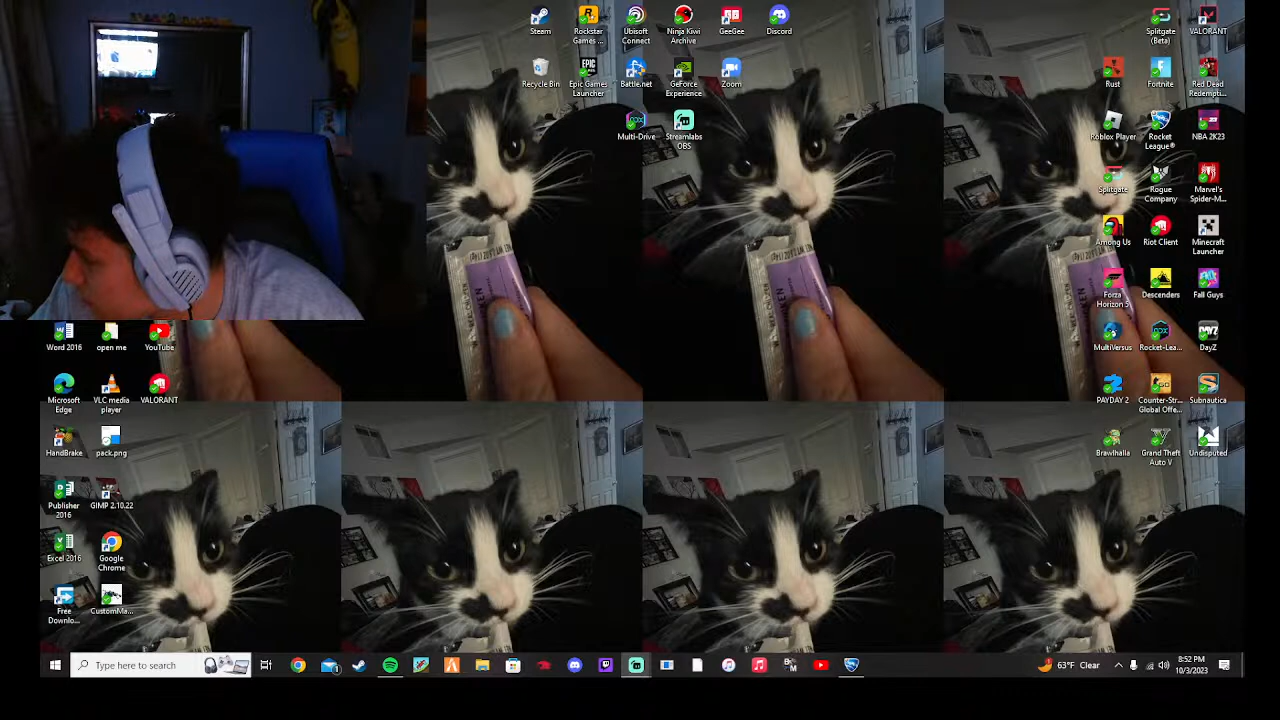 Steam
Rockstar
Games ...
Ubisoft
Connect
Ninja Kiwi
Archive
GeeGee
Discord
Splitgate
(Beta)
VALORANT
Recycle Bin
Epic Games
Launcher
Battle.net
GeForce
Experience
Zoom
Rust
Fortnite
Red Dead
Redempti...
Multi-Drive
Streamlabs
OBS
Roblox Player
Rocket
League®
NBA 2K23
Splitgate
Rogue
Company
Marvel's
Spider-M...
Among Us
Riot Client
Minecraft
Launcher
Forza
Horizon 5
Descenders
Fall Guys
Word 2016
open me
YouTube
MultiVersus
Rocket-Lea...
DayZ
Microsoft
Edge
VLC media
player
VALORANT
PAYDAY 2
Counter-Str...
Global Offe...
Subnautica
HandBrake
pack.png
Brawlhalla
Grand Theft
Auto V
Undisputed
Publisher
2016
GIMP 2.10.22
Excel 2016
Google
Chrome
Free
Downlo...
CustomMa...
Type here to search
63°F Clear
8:52 PM
10/3/2023